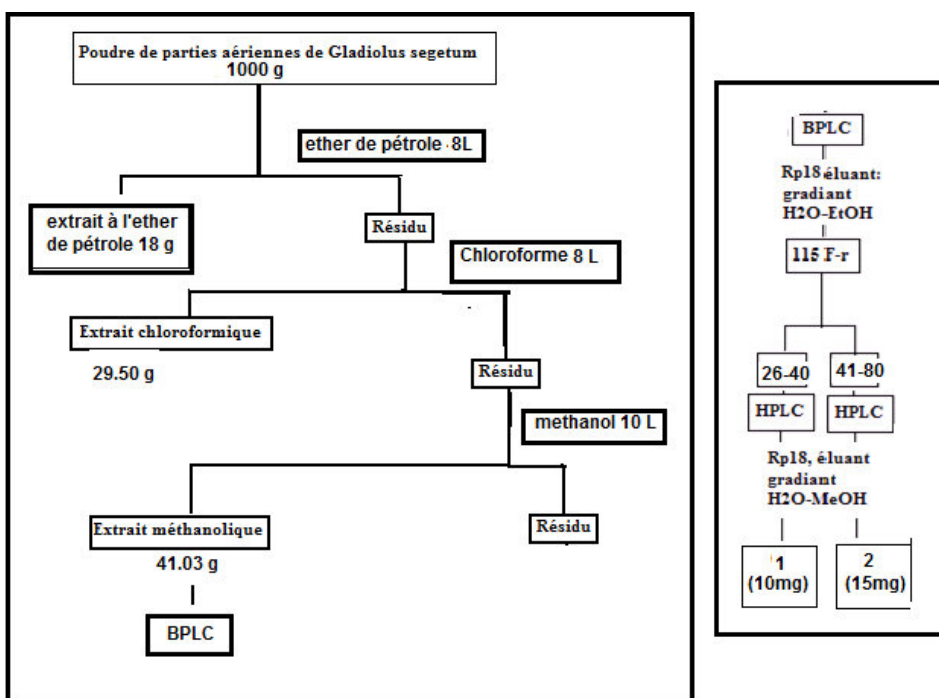 Poudre de parties aériennes de Gladiolus segetum
1000 g
ether de pétrole 8L
extrait à l'ether
de pétrole 18 g
Résidu
Chloroforme 8 L
Extrait chloroformique
29.50 g
Résidu
methanol 10 L
Extrait méthanolique
41.03 g
Résidu
BPLC
BPLC
Rp18 éluant:
gradiant
H2O-EtOH
115 F-r
26-40
41-80
HPLC
HPLC
Rp18, éluant
gradiant
H2O-MeOH
1
(10mg)
2
(15mg)